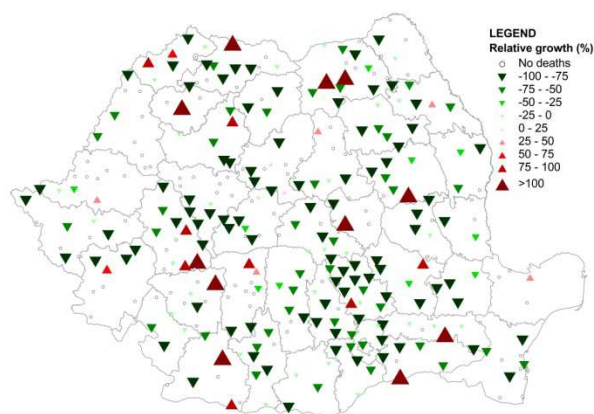 LEGEND
Relative growth (%)
No deaths
-100 - -75
-75 - -50
-50 - -25
-25 - 0
0 - 25
25 - 50
50 - 75
75 - 100
>100